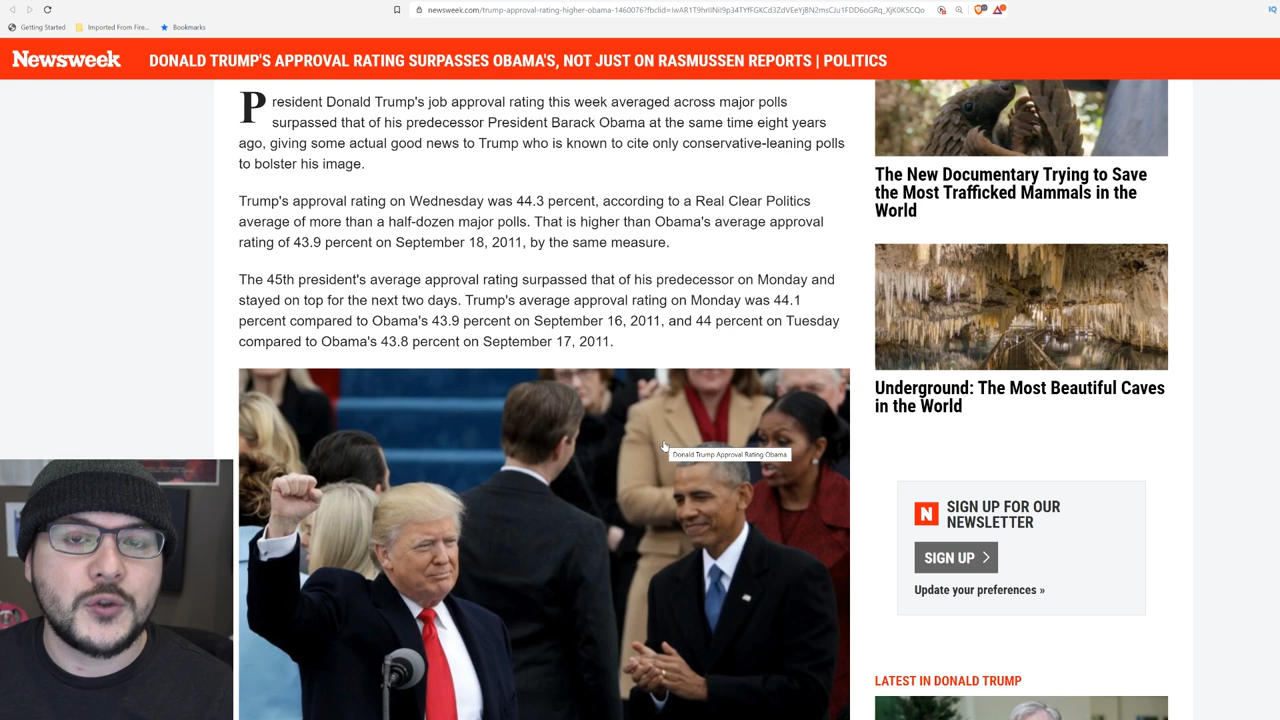 newsweek.com/trump-approval-rating-higher-obama-1460076?fbclid=
Getting Started Imported From Fire... Bookmarks
Newsweek DONALD TRUMP'S APPROVAL RATING SURPASSES OBAMA'S, NOT JUST ON RASMUSSEN REPORTS | POLITICS
President Donald Trump's job approval rating this week averaged across major polls
surpassed that of his predecessor President Barack Obama at the same time eight years
ago, giving some actual good news to Trump who is known to cite only conservative-leaning polls
to bolster his image.
Trump's approval rating on Wednesday was 44.3 percent, according to a Real Clear Politics
average of more than a half-dozen major polls. That is higher than Obama's average approval
rating of 43.9 percent on September 18, 2011, by the same measure.
The 45th president's average approval rating surpassed that of his predecessor on Monday and
stayed on top for the next two days. Trump's average approval rating on Monday was 44.1
percent compared to Obama's 43.9 percent on September 16, 2011, and 44 percent on Tuesday
compared to Obama's 43.8 percent on September 17, 2011.
Donald Trump Approval Rating Obama
The New Documentary Trying to Save
the Most Trafficked Mammals in the
World
Underground: The Most Beautiful Caves
in the World
N SIGN UP FOR OUR
NEWSLETTER
SIGN UP >
Update your preferences »
LATEST IN DONALD TRUMP